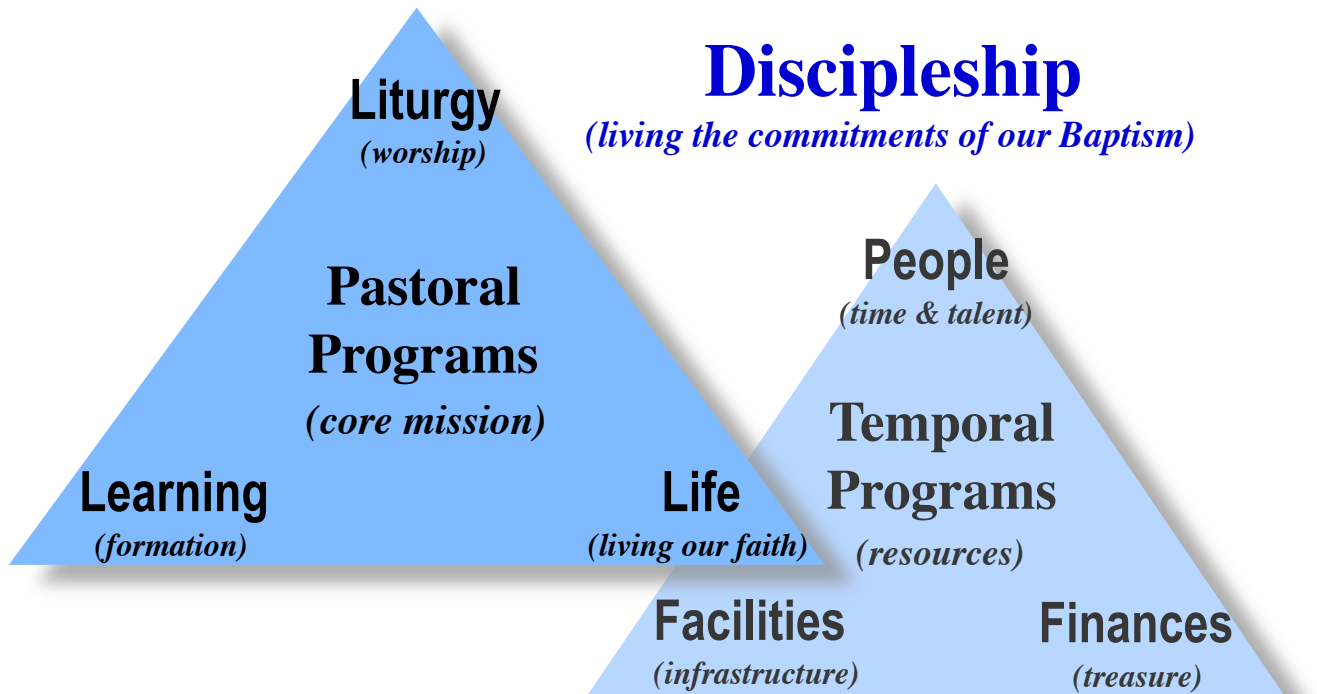 Discipleship
(living the commitments of our Baptism)
Liturgy
(worship)
Pastoral
Programs
(core mission)
Learning
(formation)
Life
(living our faith)
People
(time & talent)
Temporal
Programs
(resources)
Facilities
(infrastructure)
Finances
(treasure)